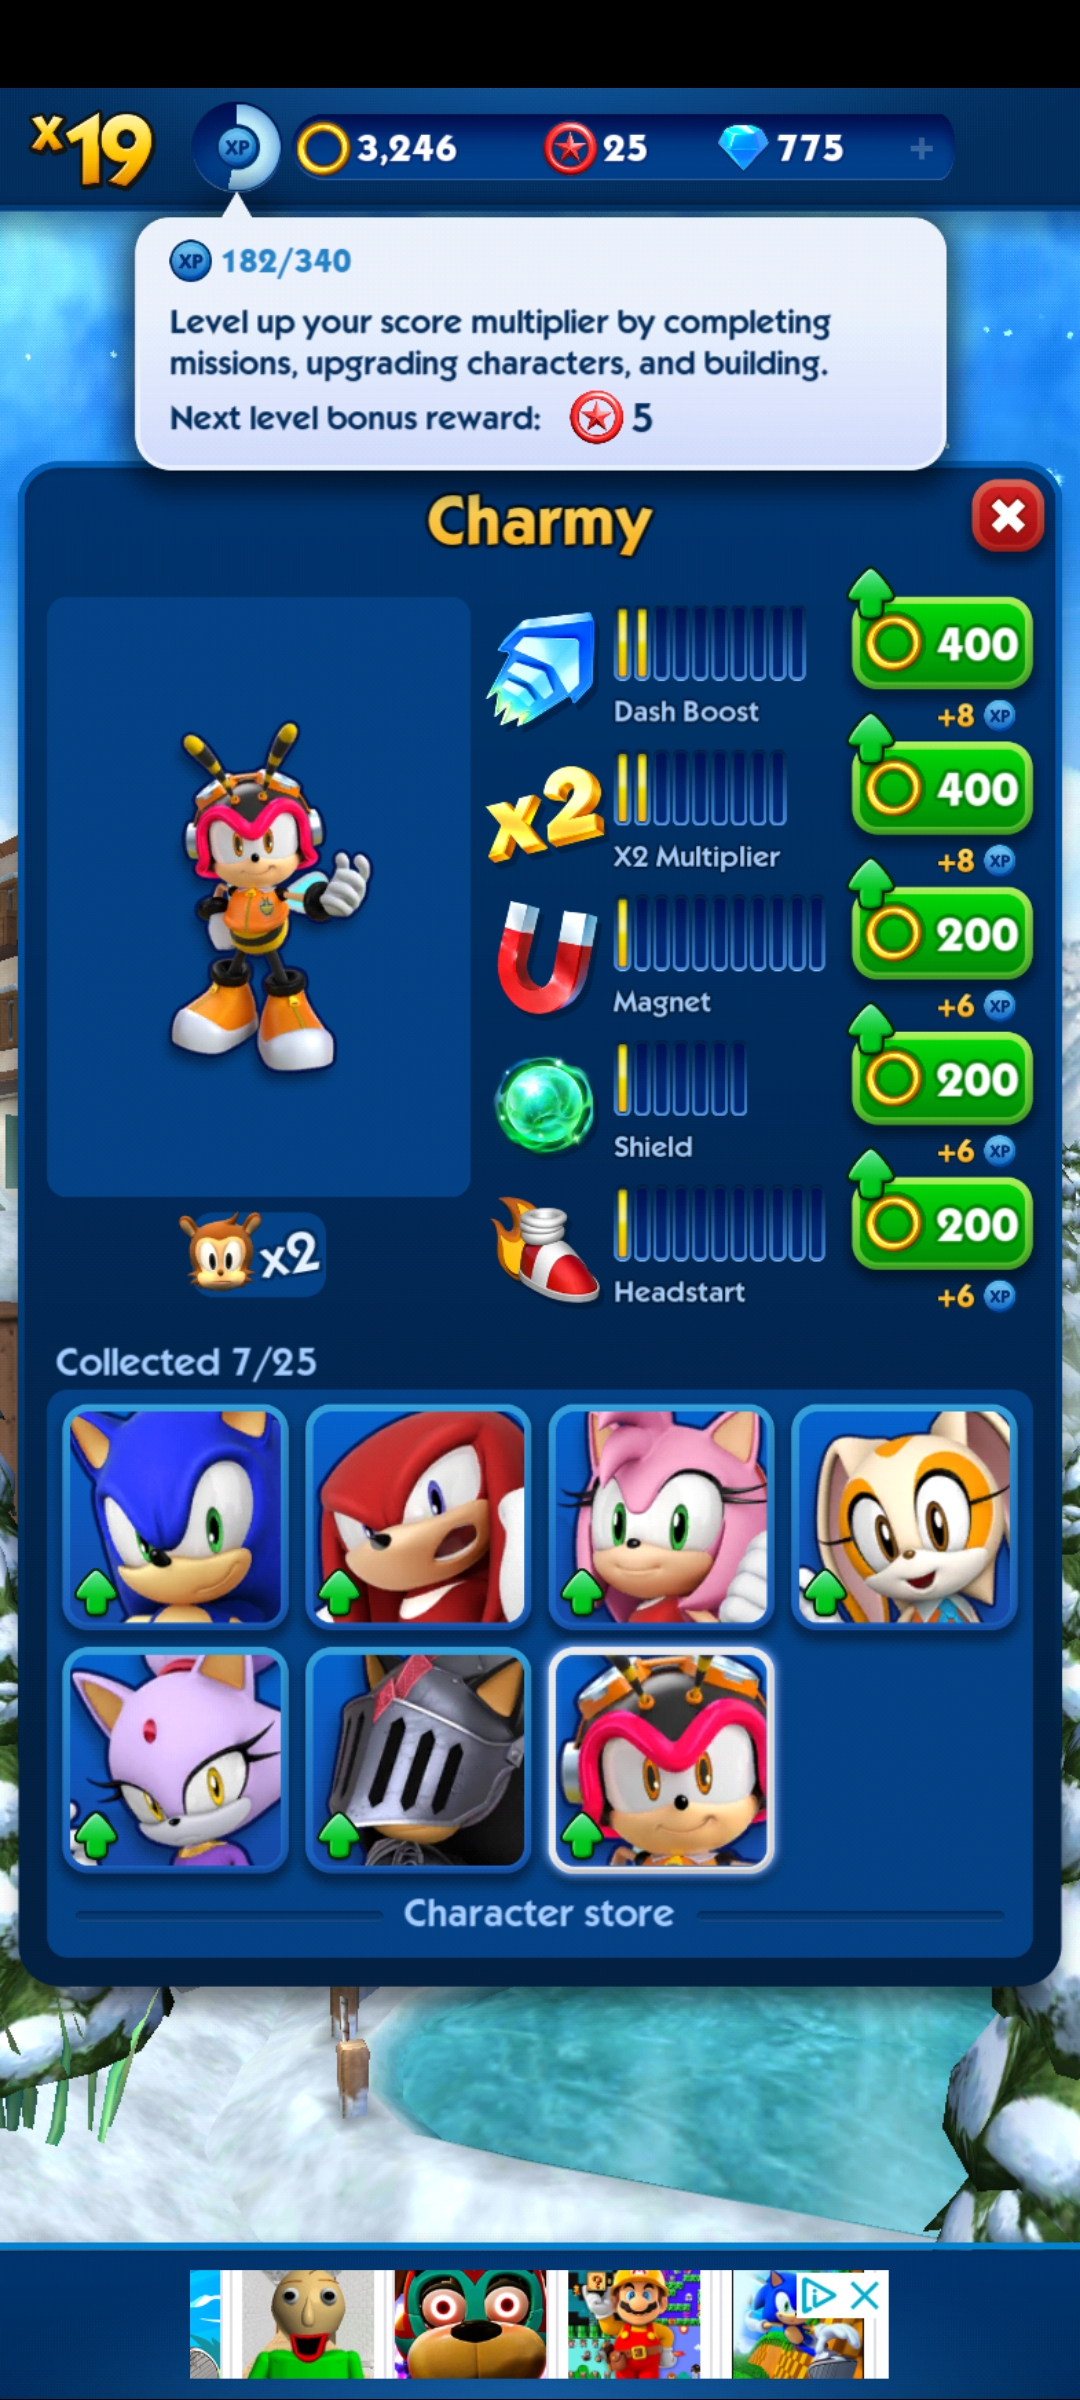 x19
XP
3,246
25
775
+
XP 182/340
Level up your score multiplier by completing
missions, upgrading characters, and building.
Next level bonus reward: 5
Charmy
400
Dash Boost
+8 XP
x2
400
X2 Multiplier
+8 XP
200
Magnet
+6 XP
200
Shield
+6 XP
x2
200
Headstart
+6 XP
Collected 7/25
Character store